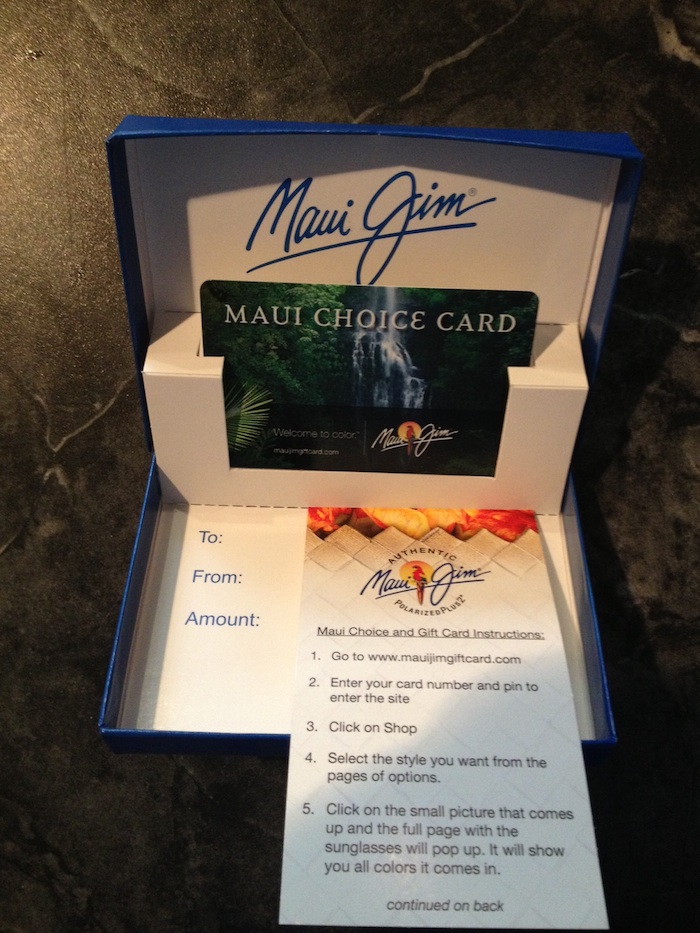 Maui Jim®
MAUI CHOICE CARD
Welcome to color.™
Maui Jim
mauijimgiftcard.com
To:
From:
Amount:
AUTHENTIC
Maui Jim
POLARIZEDPLUS2®
Maui Choice and Gift Card Instructions:
1. Go to www.mauijimgiftcard.com
2. Enter your card number and pin to
enter the site
3. Click on Shop
4. Select the style you want from the
pages of options.
5. Click on the small picture that comes
up and the full page with the
sunglasses will pop up. It will show
you all colors it comes in.
continued on back